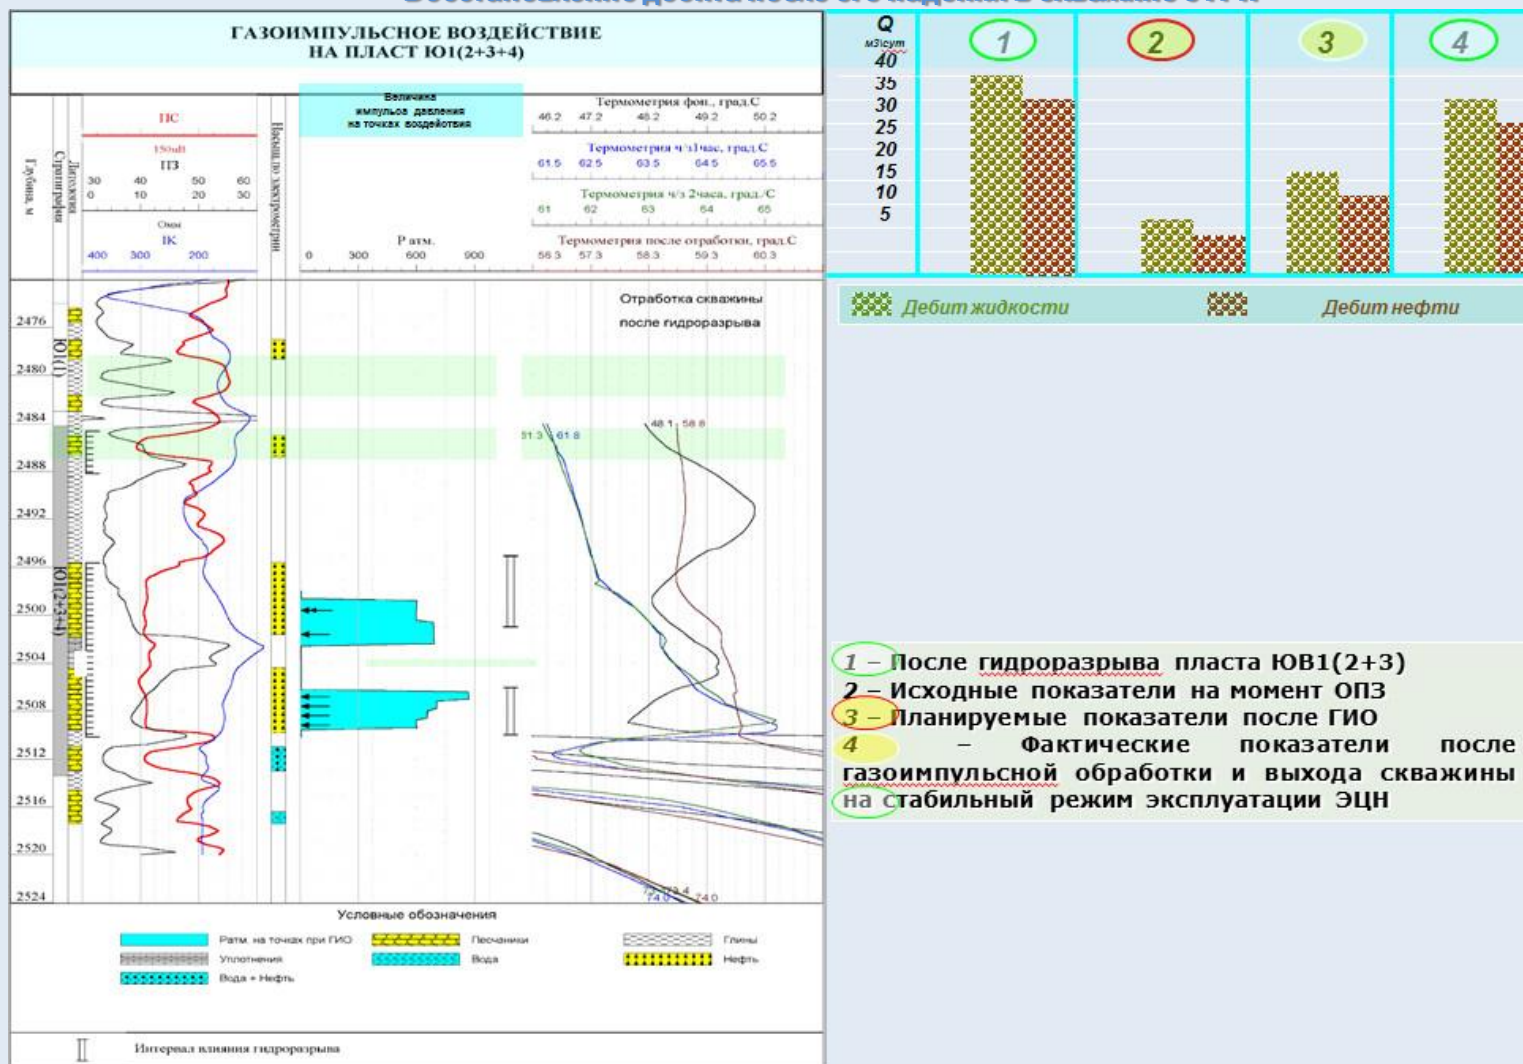 ГАЗОИМПУЛЬСНОЕ ВОЗДЕЙСТВИЕ
НА ПЛАСТ Ю1(2+3+4)
Глубина, м
Стратиграфия
Литология
ПС
150мВ
ПЗ
30 40 50 60
0 10 20 30
Омм
IK
400 300 200
Насыщ по электрометрии
Величина
импульса давления
на точках воздействия
Р атм.
0 300 600 900
Термометрия фон., град.С
46.2 47.2 48.2 49.2 50.2
Термометрия ч/з1час, град.С
61.5 62.5 63.5 64.5 65.5
Термометрия ч/з 2часа, град./С
61 62 63 64 65
Термометрия после отработки, град.С
56.3 57.3 58.3 59.3 60.3
Отработка скважины
после гидроразрыва
2476
2480
2484
2488
2492
2496
2500
2504
2508
2512
2516
2520
2524
Ю1(1)
Ю1(2+3+4)
61.8
48.1 58.8
74.0 74.0
Условные обозначения
Ратм. на точках при ГИО
Песчаники
Глины
Уплотнения
Вода
Нефть
Вода + Нефть
Интервал влияния гидроразрыва
Q
м3\сут
40
35
30
25
20
15
10
5
1 2 3 4
Дебит жидкости Дебит нефти
1 – После гидроразрыва пласта ЮВ1(2+3)
2 – Исходные показатели на момент ОПЗ
3 – Планируемые показатели после ГИО
4 – Фактические показатели после
газоимпульсной обработки и выхода скважины
на стабильный режим эксплуатации ЭЦН